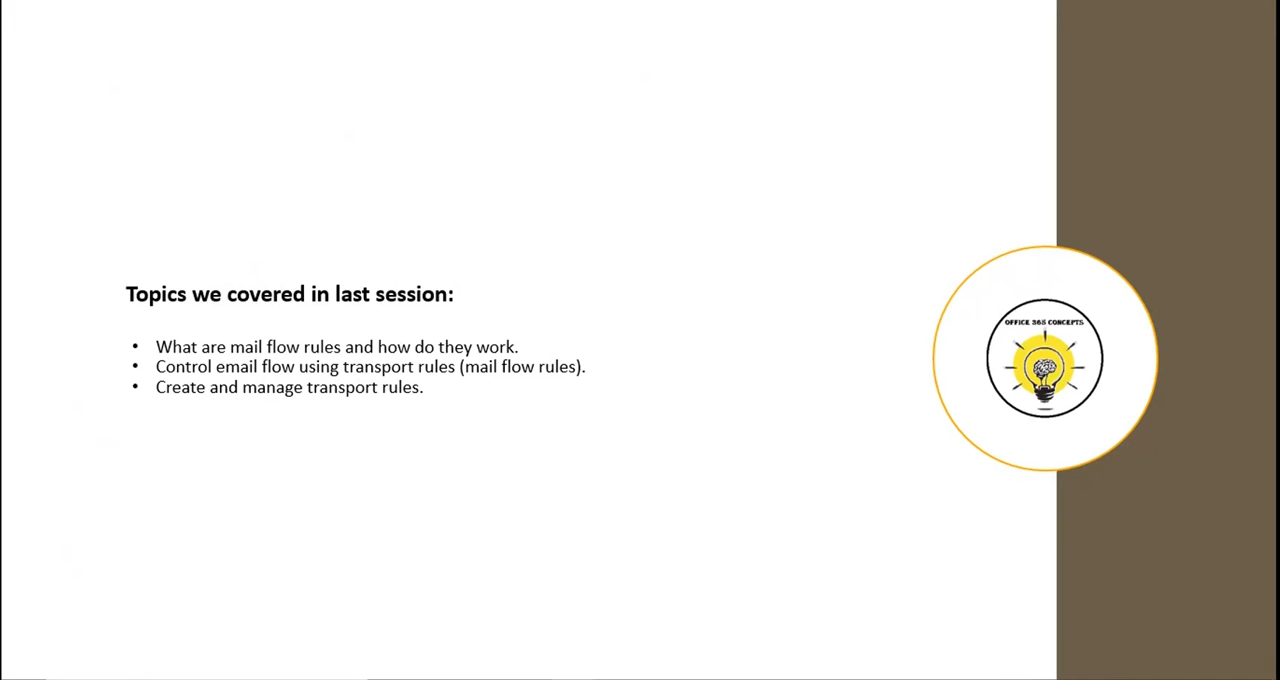 Topics we covered in last session:
• What are mail flow rules and how do they work.
• Control email flow using transport rules (mail flow rules).
• Create and manage transport rules.
OFFICE 365 CONCEPTS